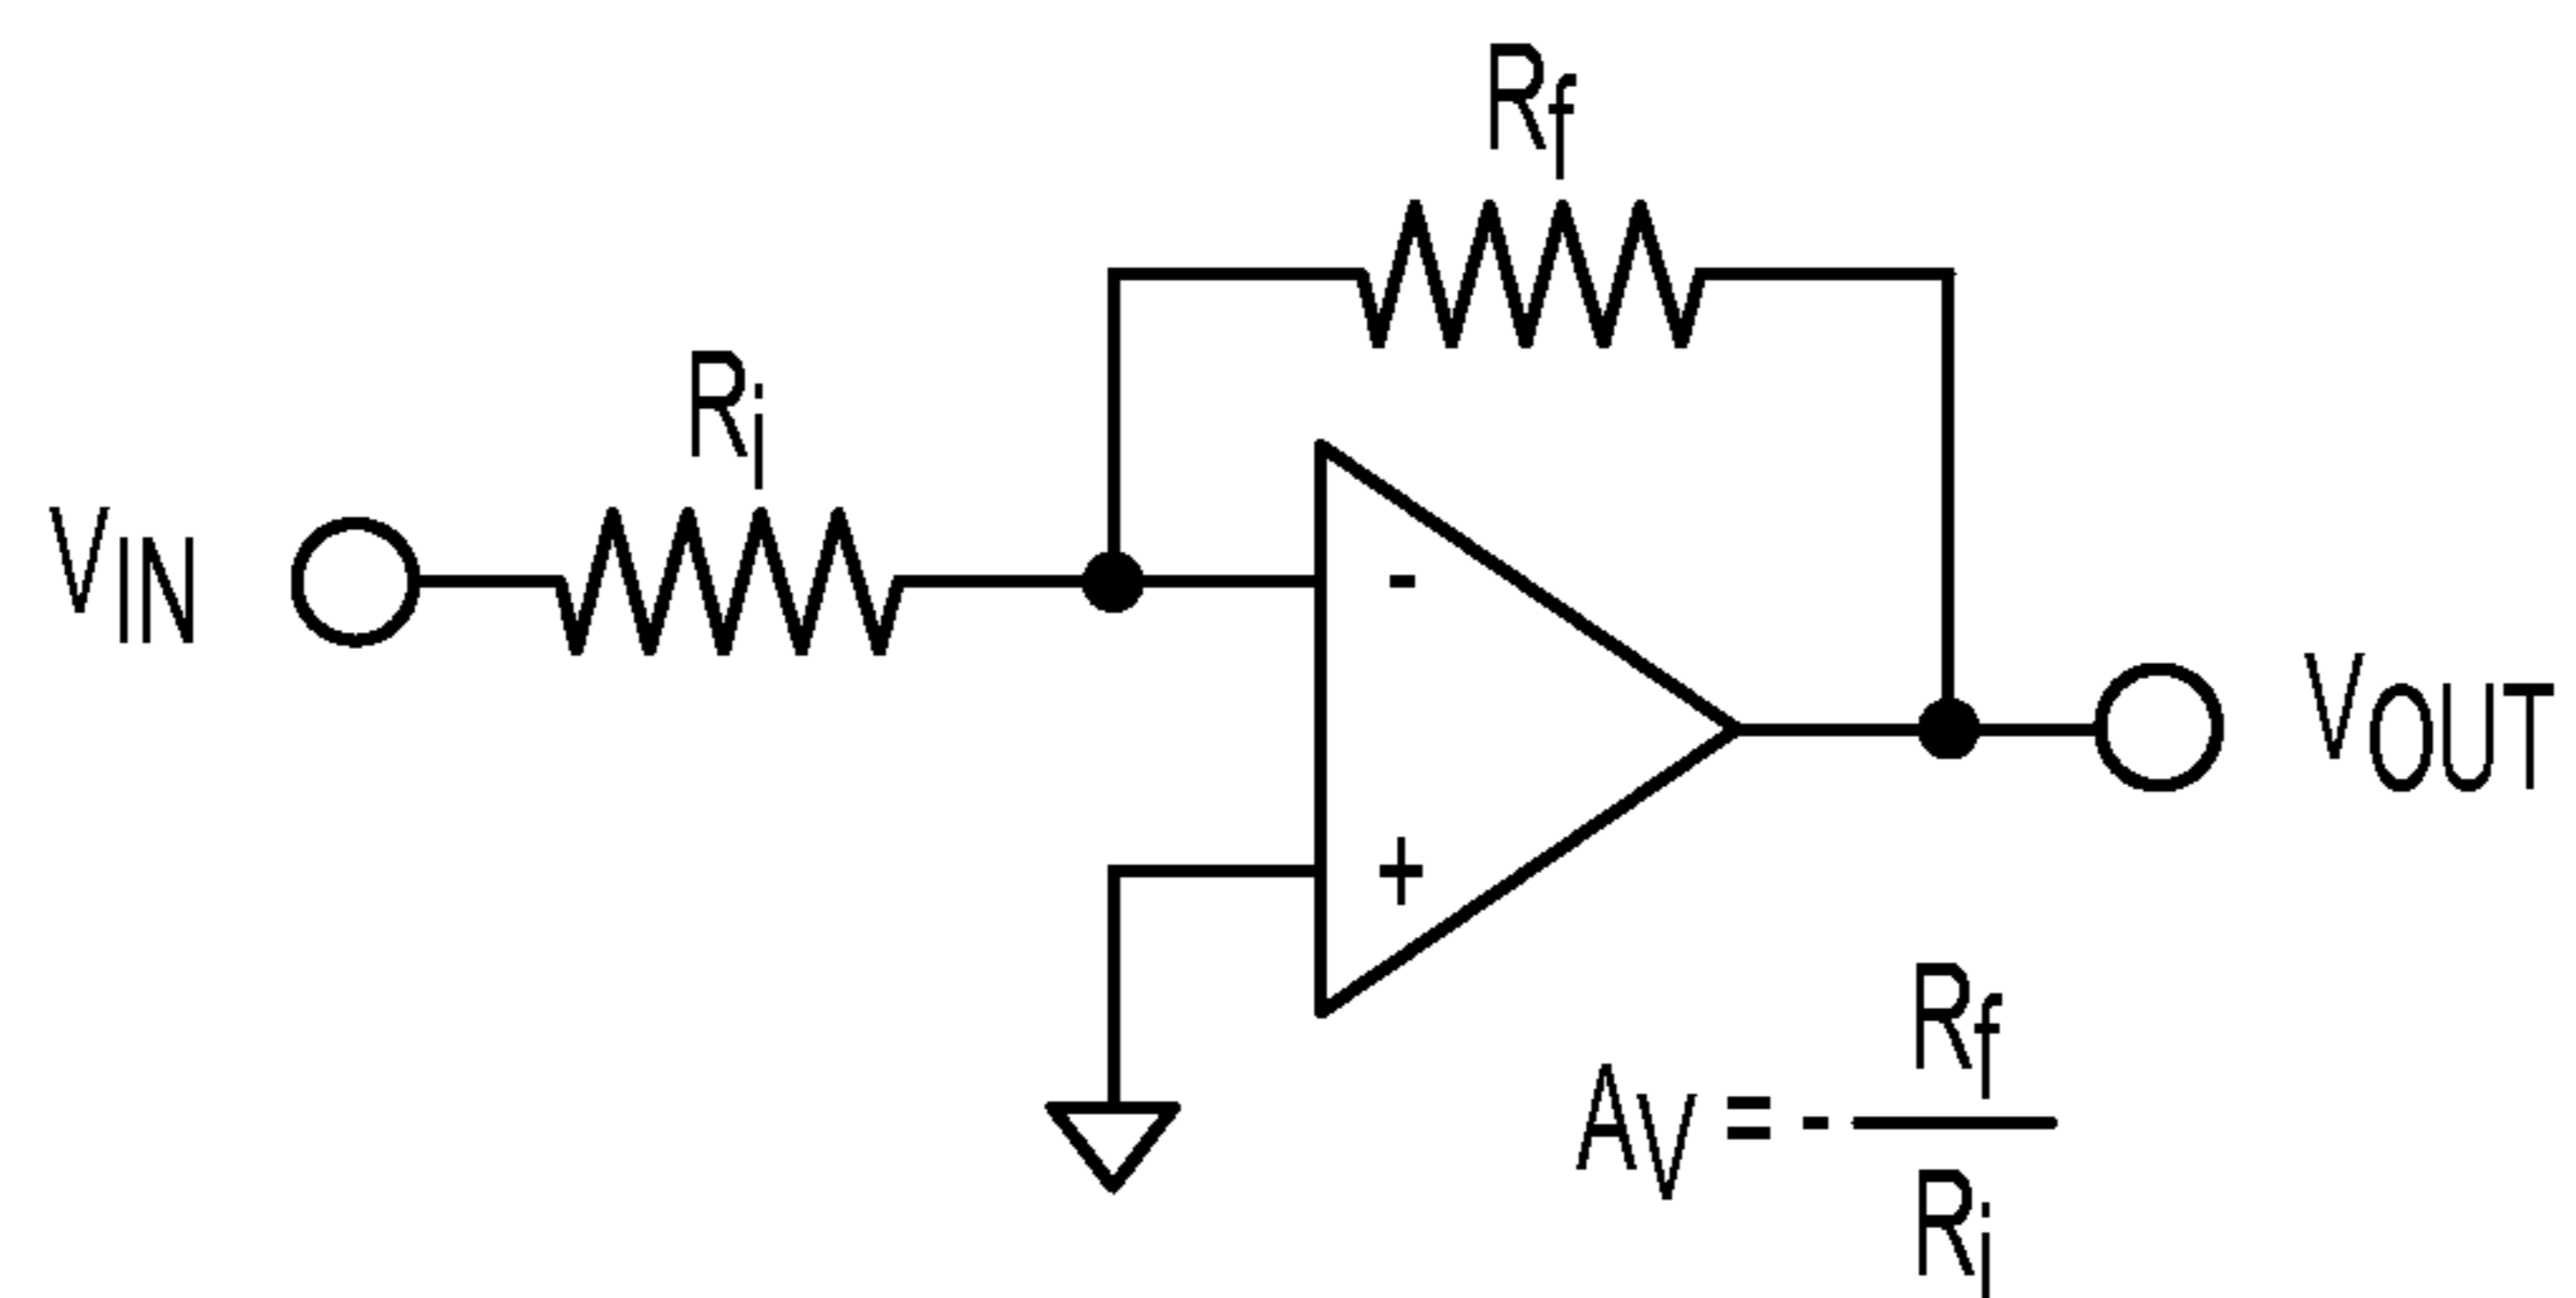 Rf
Ri
VIN
-
VOUT
+
AV = - Rf
Ri